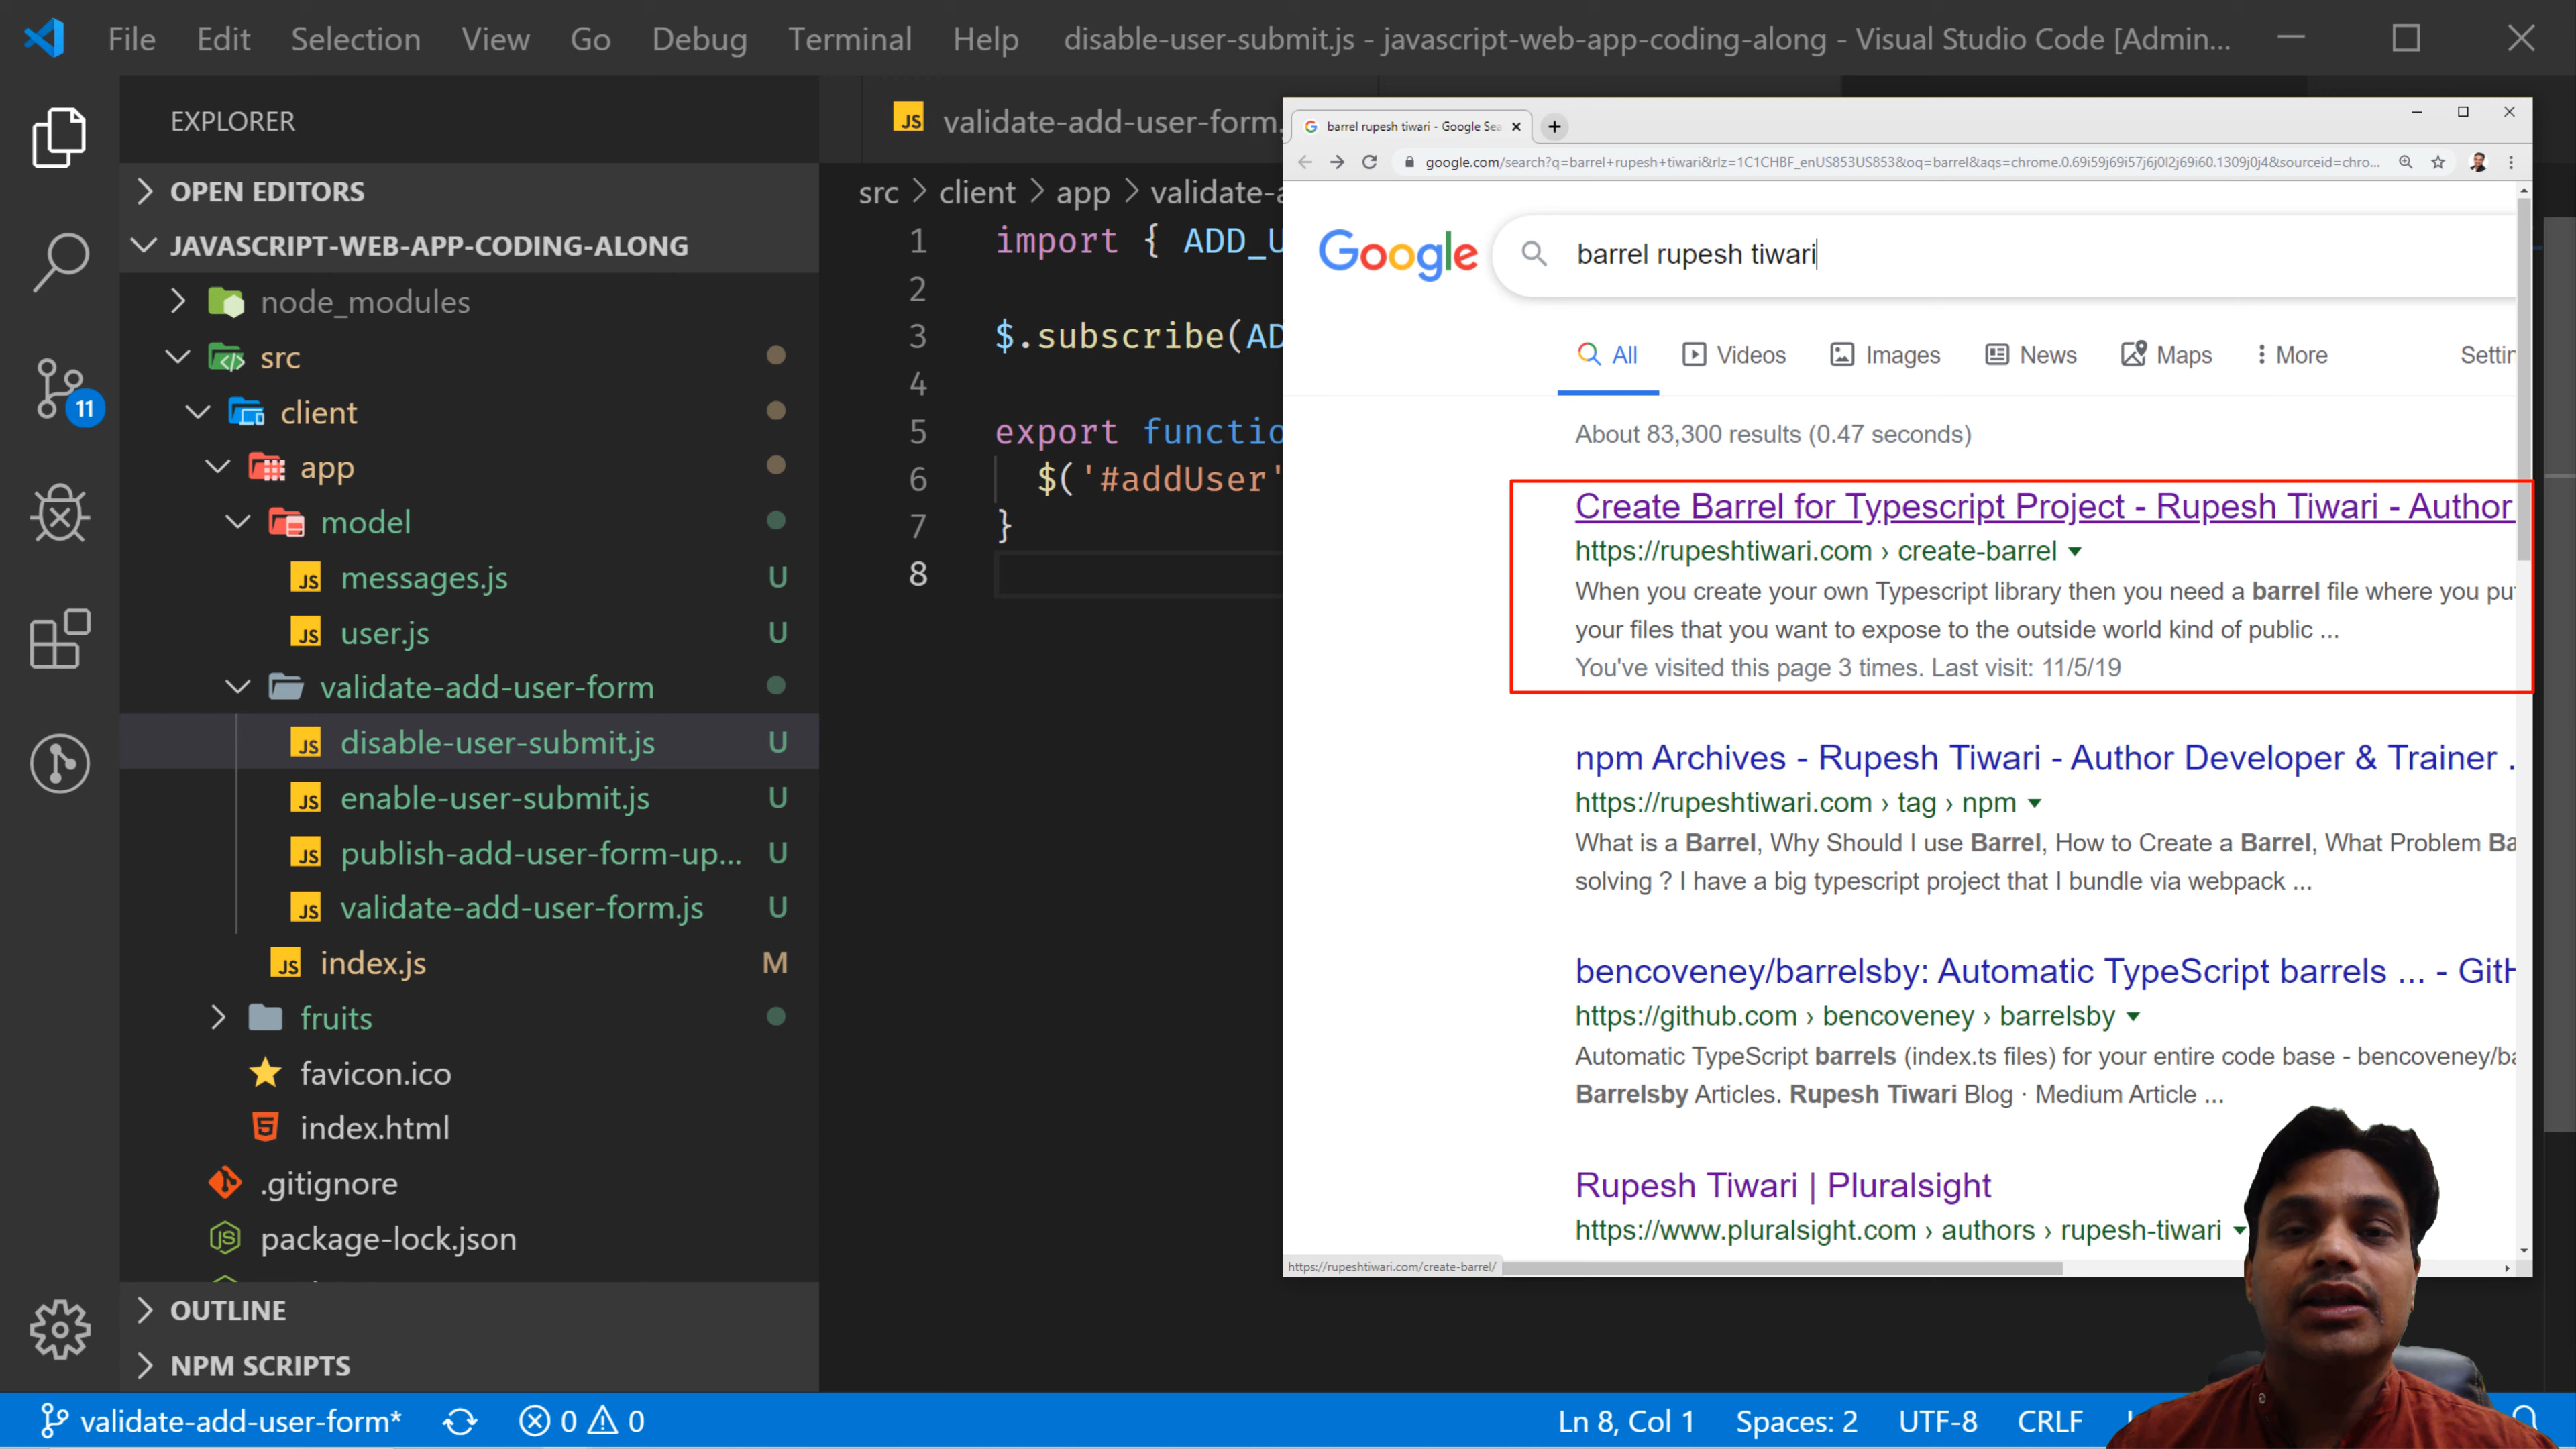 File Edit Selection View Go Debug Terminal Help disable-user-submit.js - javascript-web-app-coding-along - Visual Studio Code [Admin...
EXPLORER
OPEN EDITORS
JAVASCRIPT-WEB-APP-CODING-ALONG
node_modules
src
client
app
model
messages.js U
user.js U
validate-add-user-form
disable-user-submit.js U
enable-user-submit.js U
publish-add-user-form-up... U
validate-add-user-form.js U
index.js M
fruits
favicon.ico
index.html
.gitignore
package-lock.json
OUTLINE
NPM SCRIPTS
11
JS validate-add-user-form.
src > client > app > validate-a
1 import { ADD_U
2
3 $.subscribe(AD
4
5 export functio
6 $('#addUser'
7 }
8
barrel rupesh tiwari - Google Sea
google.com/search?q=barrel+rupesh+tiwari&rlz=1C1CHBF_enUS853US853&oq=barrel&aqs=chrome.0.69i59j69i57j6j0l2j69i60.1309j0j4&sourceid=chro...
Google barrel rupesh tiwari
All Videos Images News Maps More Settin
About 83,300 results (0.47 seconds)
Create Barrel for Typescript Project - Rupesh Tiwari - Author
https://rupeshtiwari.com › create-barrel
When you create your own Typescript library then you need a barrel file where you pu
your files that you want to expose to the outside world kind of public ...
You've visited this page 3 times. Last visit: 11/5/19
npm Archives - Rupesh Tiwari - Author Developer & Trainer .
https://rupeshtiwari.com › tag › npm
What is a Barrel, Why Should I use Barrel, How to Create a Barrel, What Problem Ba
solving ? I have a big typescript project that I bundle via webpack ...
bencoveney/barrelsby: Automatic TypeScript barrels ... - GitH
https://github.com › bencoveney › barrelsby
Automatic TypeScript barrels (index.ts files) for your entire code base - bencoveney/ba
Barrelsby Articles. Rupesh Tiwari Blog · Medium Article ...
Rupesh Tiwari | Pluralsight
https://www.pluralsight.com › authors › rupesh-tiwari
https://rupeshtiwari.com/create-barrel/
validate-add-user-form* 0 0 Ln 8, Col 1 Spaces: 2 UTF-8 CRLF